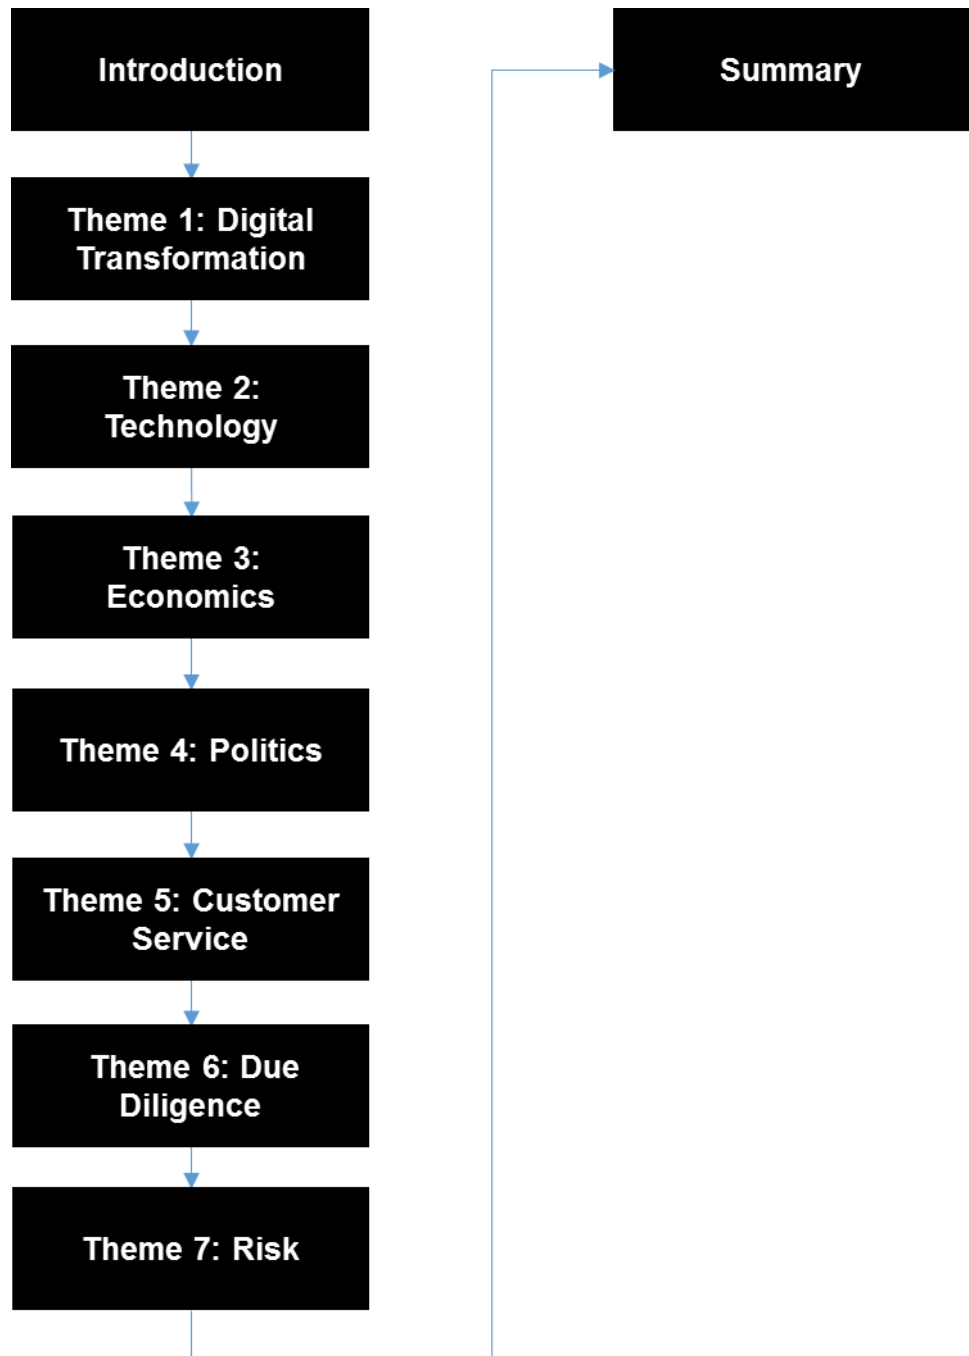 Introduction
Theme 1: Digital
Transformation
Theme 2:
Technology
Theme 3:
Economics
Theme 4: Politics
Theme 5: Customer
Service
Theme 6: Due
Diligence
Theme 7: Risk
Summary